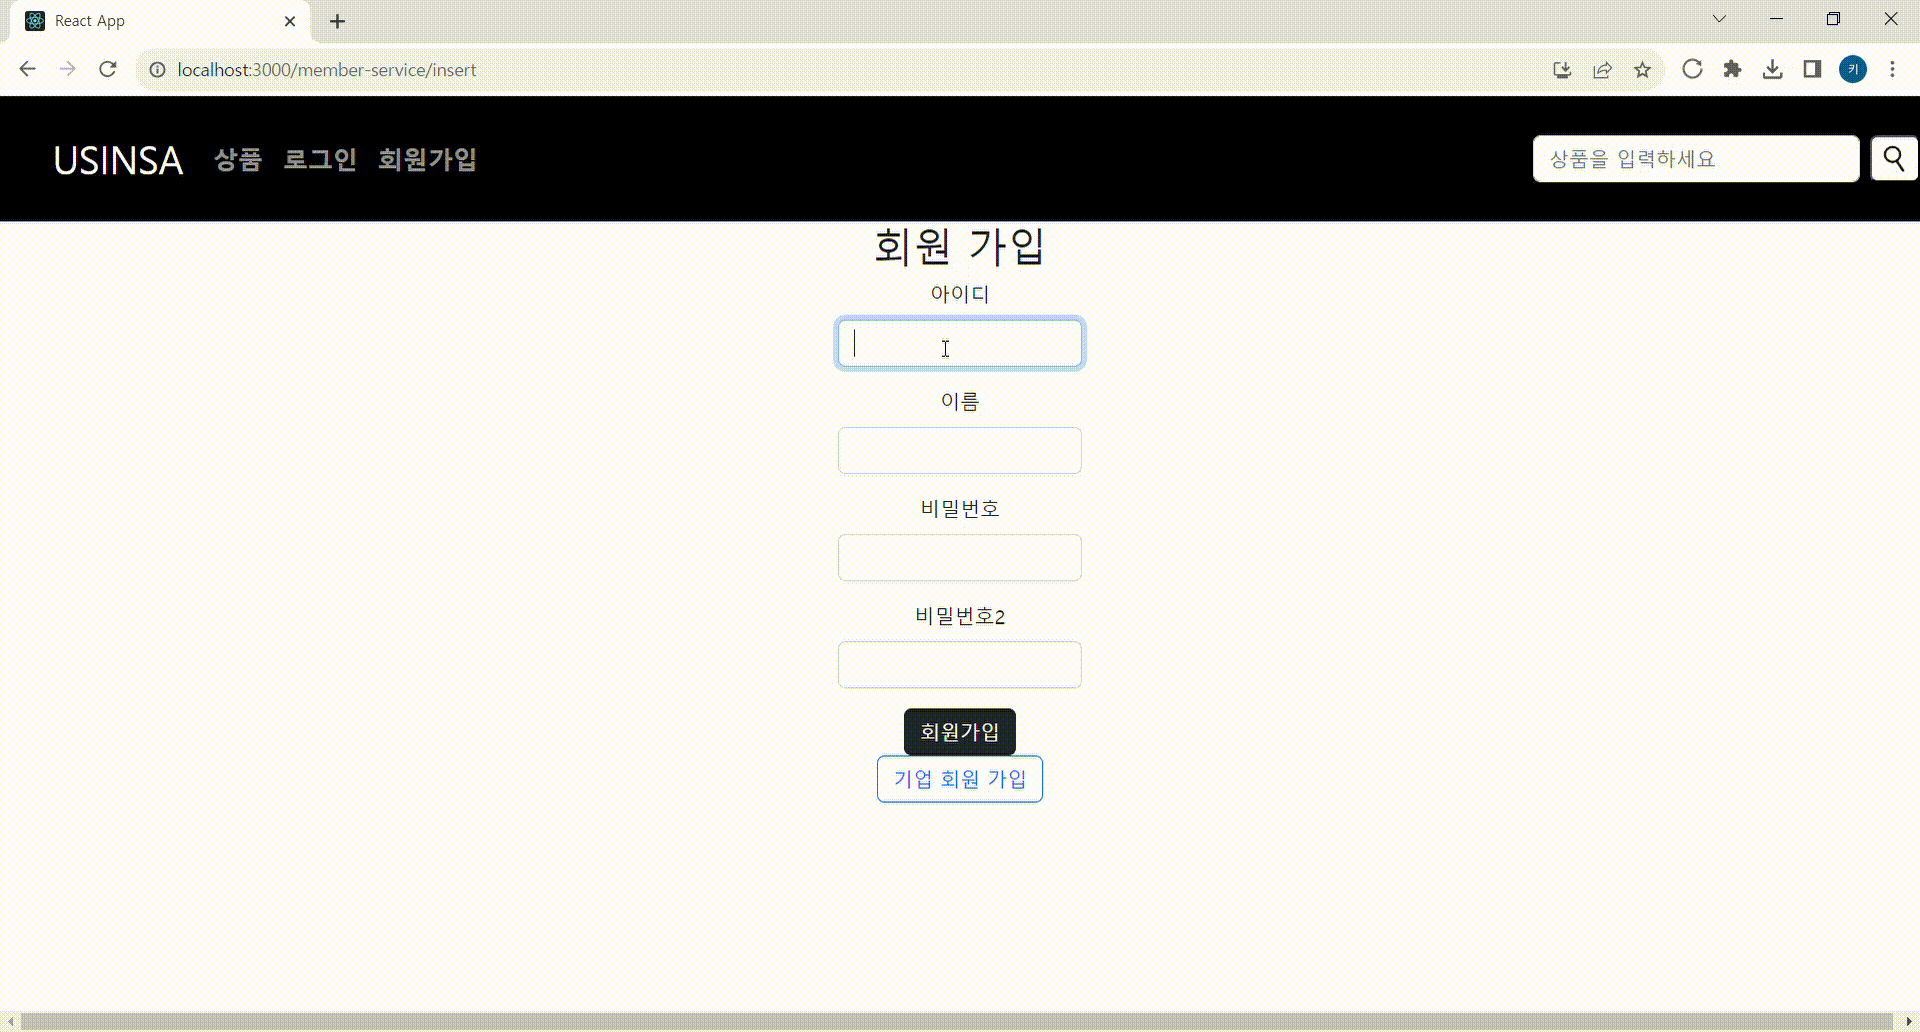 React App
localhost:3000/member-service/insert
키
USINSA 상품 로그인 회원가입
상품을 입력하세요
회원 가입
아이디
이름
비밀번호
비밀번호2
회원가입
기업 회원 가입